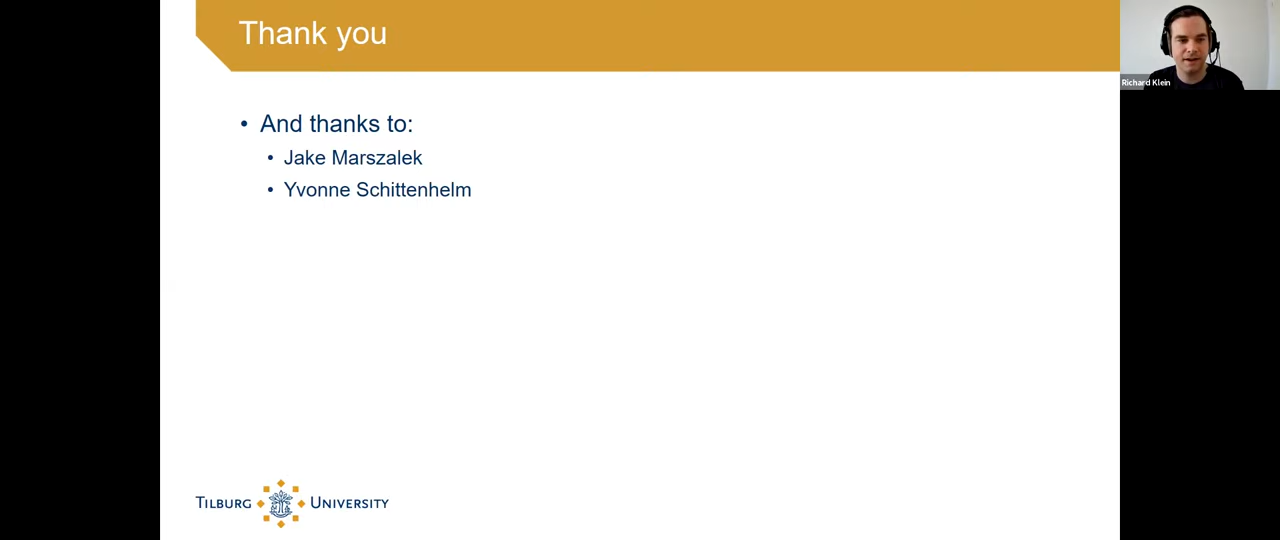 Thank you
Richard Klein
• And thanks to:
• Jake Marszalek
• Yvonne Schittenhelm
TILBURG UNIVERSITY